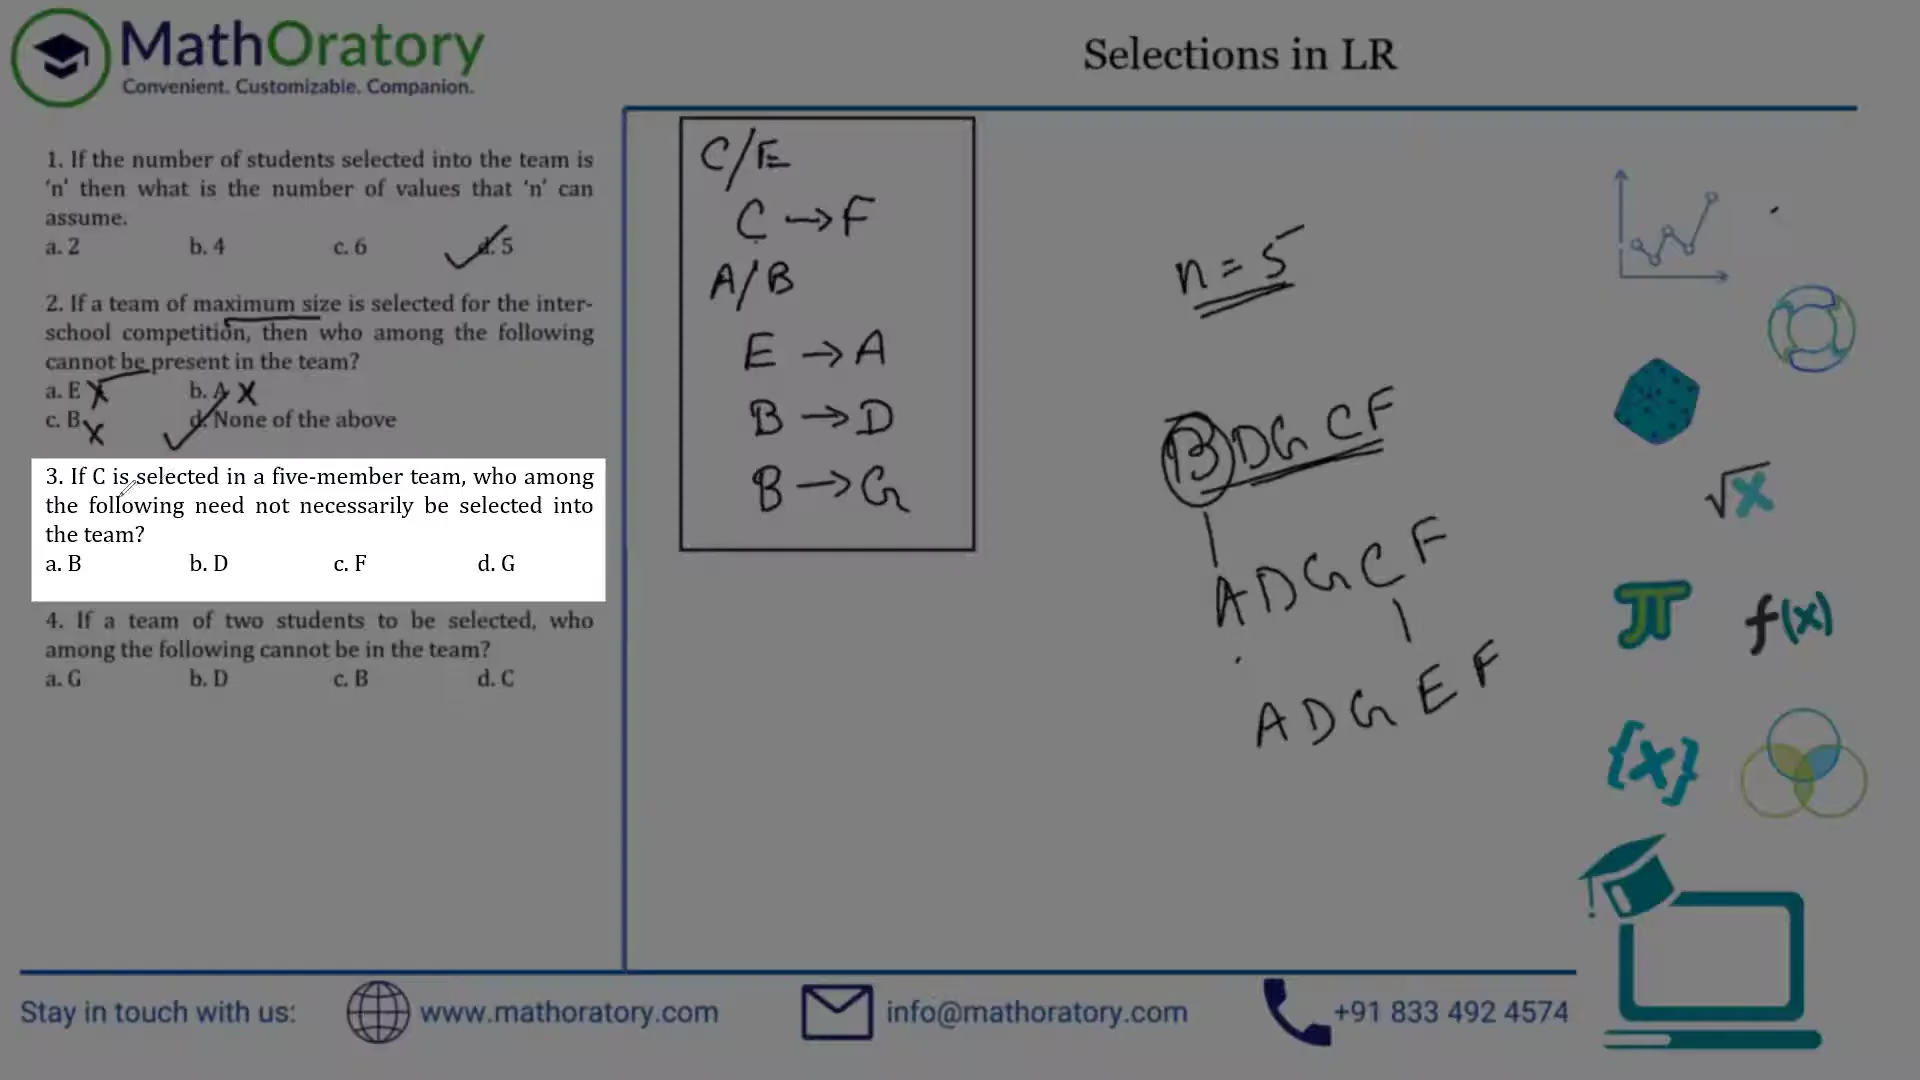 MathOratory
Convenient. Customizable. Companion.
Selections in LR
1. If the number of students selected into the team is
‘n’ then what is the number of values that ‘n’ can
assume.
a. 2 b. 4 c. 6 d. 5
2. If a team of maximum size is selected for the inter-
school competition, then who among the following
cannot be present in the team?
a. E b. A
c. B d. None of the above
3. If C is selected in a five-member team, who among
the following need not necessarily be selected into
the team?
a. B b. D c. F d. G
4. If a team of two students to be selected, who
among the following cannot be in the team?
a. G b. D c. B d. C
C/E
C → F
A/B
E → A
B → D
B → G
n = 5
B D G C F
A D G C F
A D G E F
√x
π f(x)
{x}
Stay in touch with us: www.mathoratory.com info@mathoratory.com +91 833 492 4574